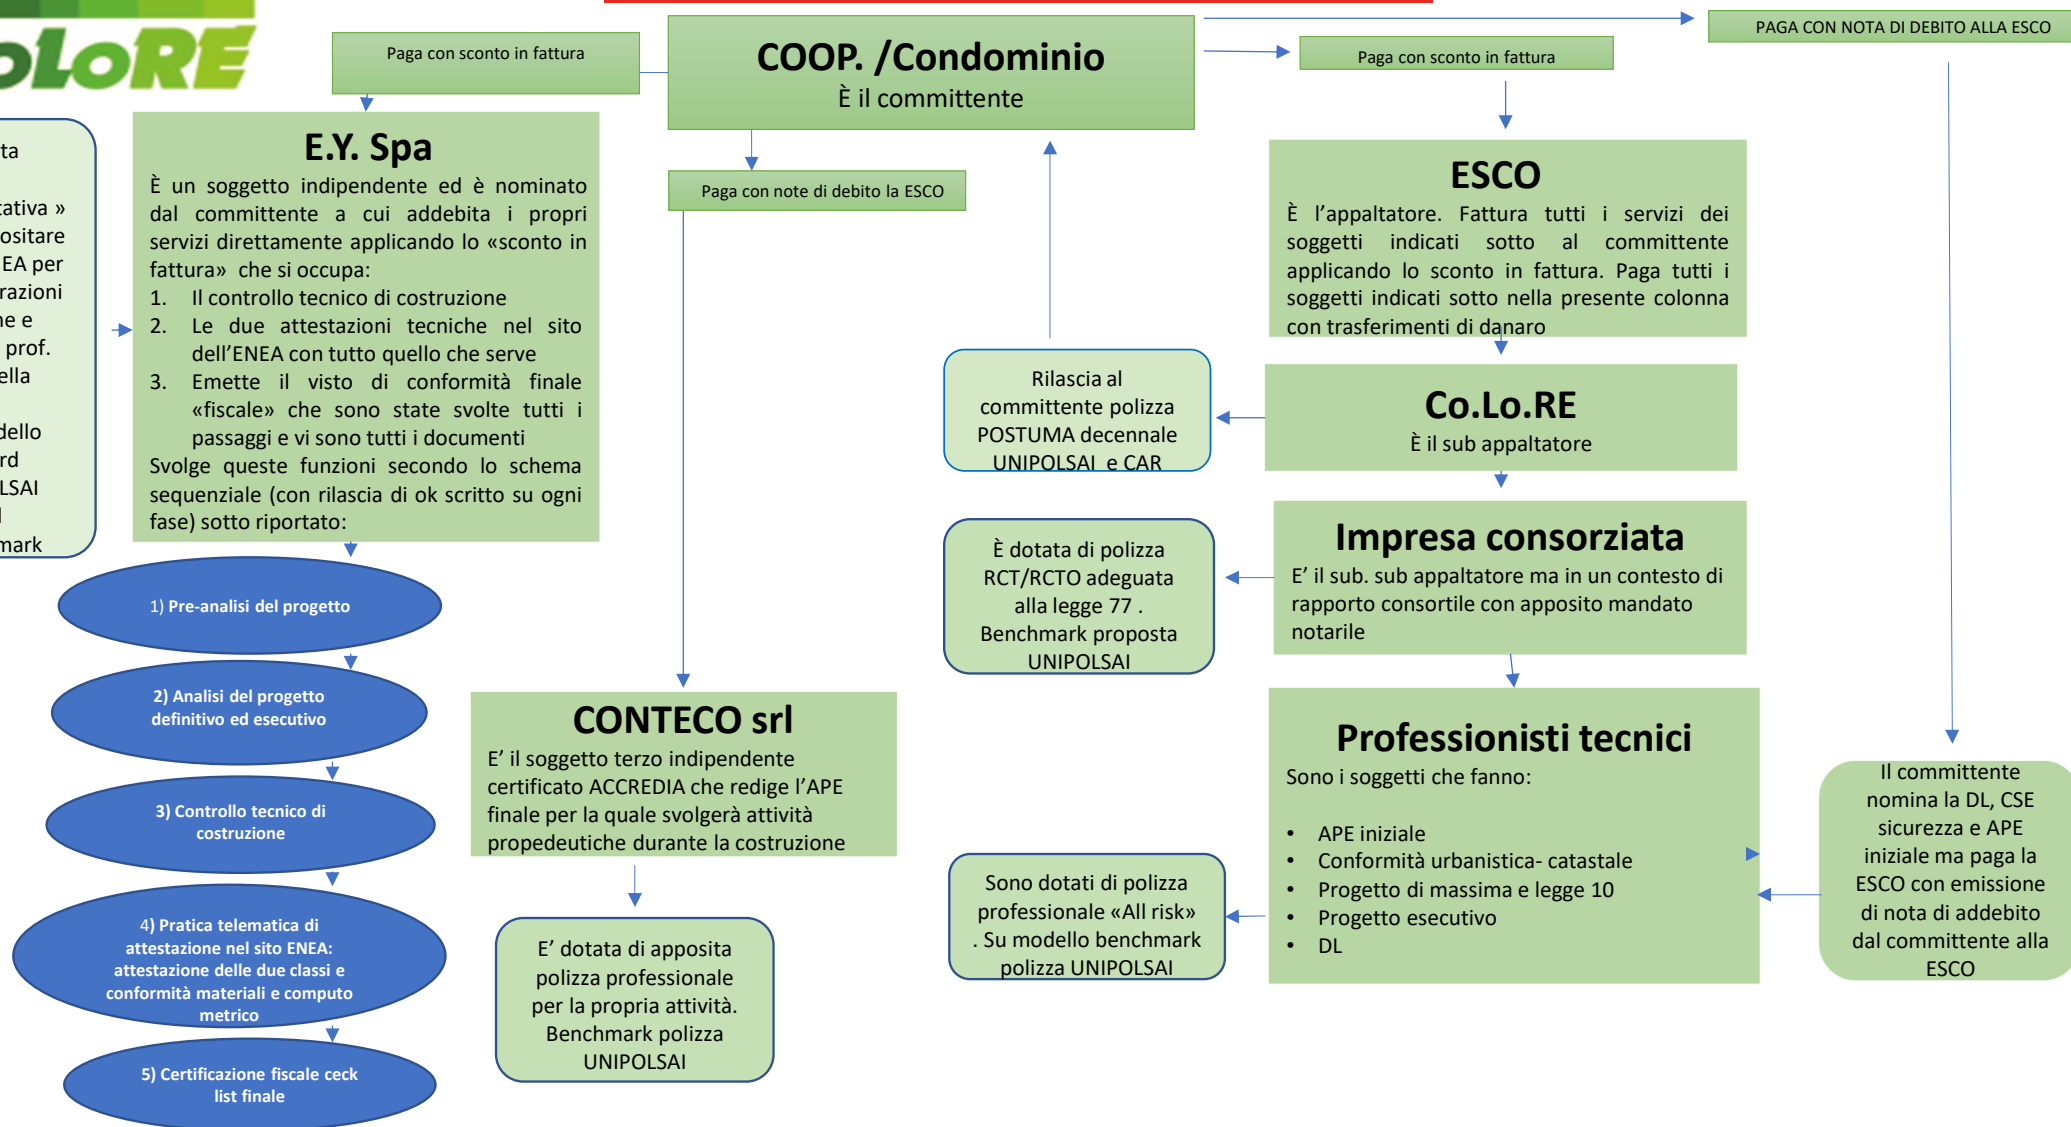 oLoRE
Paga con sconto in fattura
COOP. /Condominio
È il committente
PAGA CON NOTA DI DEBITO ALLA ESCO
Paga con sconto in fattura
Paga con note di debito la ESCO
ta
tativa »
ositare
EA per
razioni
ne e
prof.
ella
dello
rd
LSAI
mark
E.Y. Spa
È un soggetto indipendente ed è nominato
dal committente a cui addebita i propri
servizi direttamente applicando lo «sconto in
fattura» che si occupa:
1. Il controllo tecnico di costruzione
2. Le due attestazioni tecniche nel sito
dell’ENEA con tutto quello che serve
3. Emette il visto di conformità finale
«fiscale» che sono state svolte tutti i
passaggi e vi sono tutti i documenti
Svolge queste funzioni secondo lo schema
sequenziale (con rilascia di ok scritto su ogni
fase) sotto riportato:
1) Pre-analisi del progetto
2) Analisi del progetto
definitivo ed esecutivo
3) Controllo tecnico di
costruzione
4) Pratica telematica di
attestazione nel sito ENEA:
attestazione delle due classi e
conformità materiali e computo
metrico
5) Certificazione fiscale ceck
list finale
CONTECO srl
E’ il soggetto terzo indipendente
certificato ACCREDIA che redige l’APE
finale per la quale svolgerà attività
propedeutiche durante la costruzione
E’ dotata di apposita
polizza professionale
per la propria attività.
Benchmark polizza
UNIPOLSAI
ESCO
È l’appaltatore. Fattura tutti i servizi dei
soggetti indicati sotto al committente
applicando lo sconto in fattura. Paga tutti i
soggetti indicati sotto nella presente colonna
con trasferimenti di danaro
Rilascia al
committente polizza
POSTUMA decennale
UNIPOLSAI e CAR
Co.Lo.RE
È il sub appaltatore
È dotata di polizza
RCT/RCTO adeguata
alla legge 77 .
Benchmark proposta
UNIPOLSAI
Impresa consorziata
E’ il sub. sub appaltatore ma in un contesto di
rapporto consortile con apposito mandato
notarile
Professionisti tecnici
Sono i soggetti che fanno:
• APE iniziale
• Conformità urbanistica- catastale
• Progetto di massima e legge 10
• Progetto esecutivo
• DL
Sono dotati di polizza
professionale «All risk»
. Su modello benchmark
polizza UNIPOLSAI
Il committente
nomina la DL, CSE
sicurezza e APE
iniziale ma paga la
ESCO con emissione
di nota di addebito
dal committente alla
ESCO